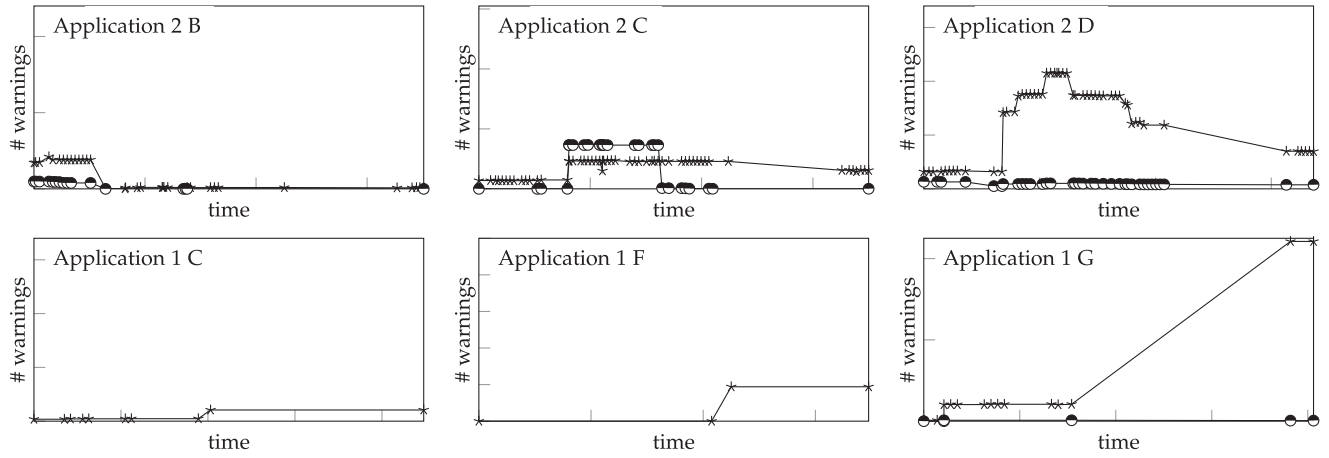 Application 2 B
# warnings
time
Application 2 C
# warnings
time
Application 2 D
# warnings
time
Application 1 C
# warnings
time
Application 1 F
# warnings
time
Application 1 G
# warnings
time